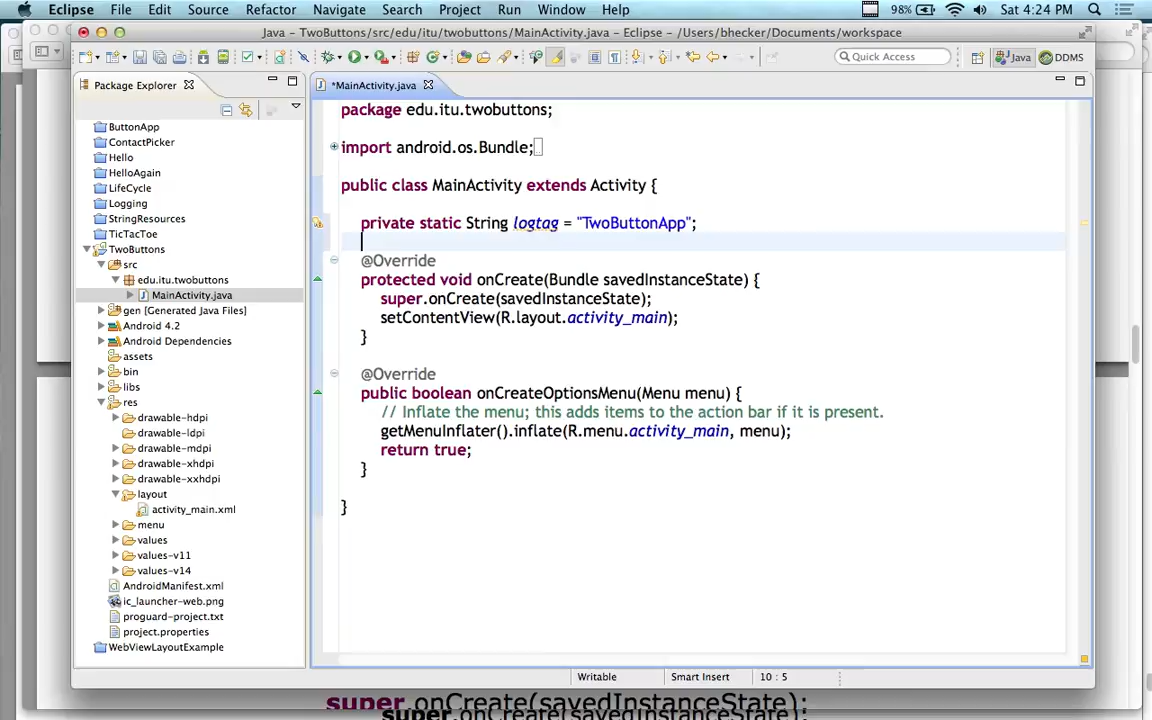 Eclipse File Edit Source Refactor Navigate Search Project Run Window Help 98% Sat 4:24 PM
Java – TwoButtons/src/edu/itu/twobuttons/MainActivity.java – Eclipse – /Users/bhecker/Documents/workspace
Quick Access Java DDMS
Package Explorer
*MainActivity.java
ButtonApp
ContactPicker
Hello
HelloAgain
LifeCycle
Logging
StringResources
TicTacToe
TwoButtons
src
edu.itu.twobuttons
MainActivity.java
gen [Generated Java Files]
Android 4.2
Android Dependencies
assets
bin
libs
res
drawable-hdpi
drawable-ldpi
drawable-mdpi
drawable-xhdpi
drawable-xxhdpi
layout
activity_main.xml
menu
values
values-v11
values-v14
AndroidManifest.xml
ic_launcher-web.png
proguard-project.txt
project.properties
WebViewLayoutExample
package edu.itu.twobuttons;
import android.os.Bundle;
public class MainActivity extends Activity {
private static String logtag = "TwoButtonApp";
@Override
protected void onCreate(Bundle savedInstanceState) {
super.onCreate(savedInstanceState);
setContentView(R.layout.activity_main);
}
@Override
public boolean onCreateOptionsMenu(Menu menu) {
// Inflate the menu; this adds items to the action bar if it is present.
getMenuInflater().inflate(R.menu.activity_main, menu);
return true;
}
}
Writable Smart Insert 10 : 5
super.onCreate(savedInstanceState);
super.onCreate(savedInstanceState);